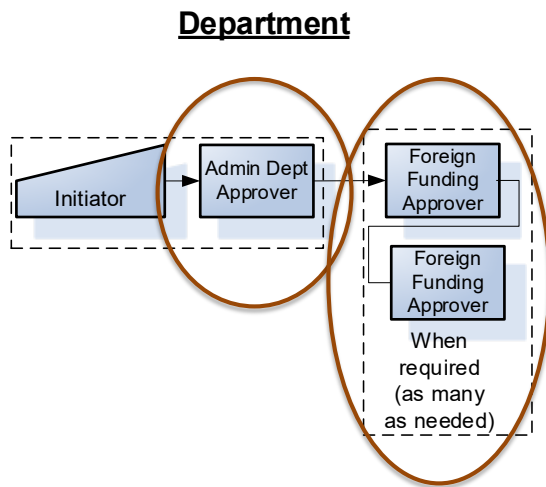 Department
Initiator
Admin Dept
Approver
Foreign
Funding
Approver
Foreign
Funding
Approver
When
required
(as many
as needed)